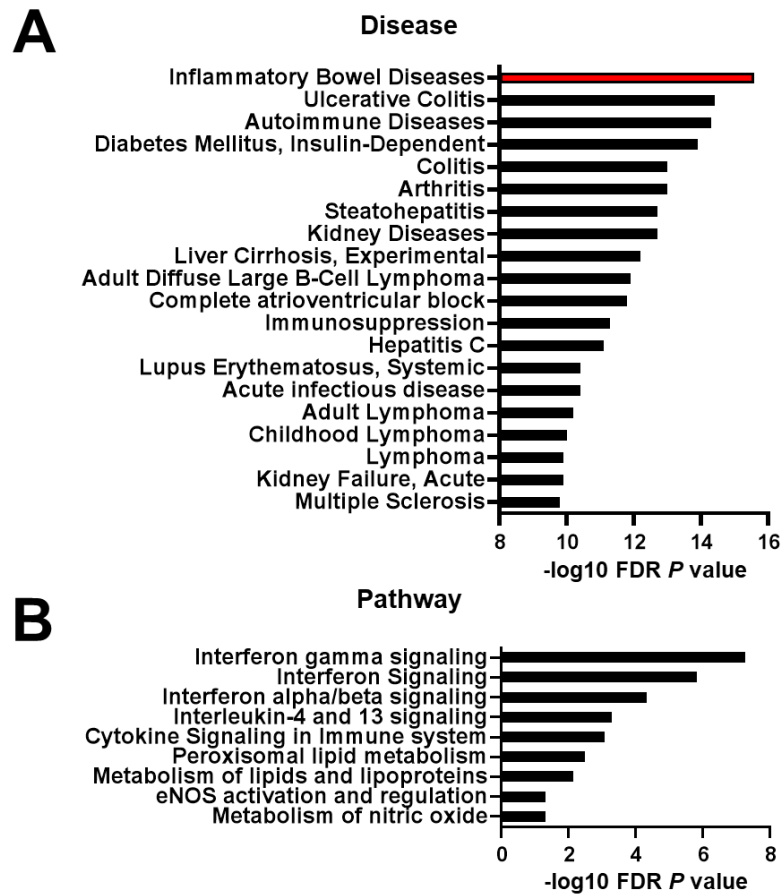 A
Disease
Inflammatory Bowel Diseases
Ulcerative Colitis
Autoimmune Diseases
Diabetes Mellitus, Insulin-Dependent
Colitis
Arthritis
Steatohepatitis
Kidney Diseases
Liver Cirrhosis, Experimental
Adult Diffuse Large B-Cell Lymphoma
Complete atrioventricular block
Immunosuppression
Hepatitis C
Lupus Erythematosus, Systemic
Acute infectious disease
Adult Lymphoma
Childhood Lymphoma
Lymphoma
Kidney Failure, Acute
Multiple Sclerosis
8 10 12 14 16
-log10 FDR P value
B
Pathway
Interferon gamma signaling
Interferon Signaling
Interferon alpha/beta signaling
Interleukin-4 and 13 signaling
Cytokine Signaling in Immune system
Peroxisomal lipid metabolism
Metabolism of lipids and lipoproteins
eNOS activation and regulation
Metabolism of nitric oxide
0 2 4 6 8
-log10 FDR P value